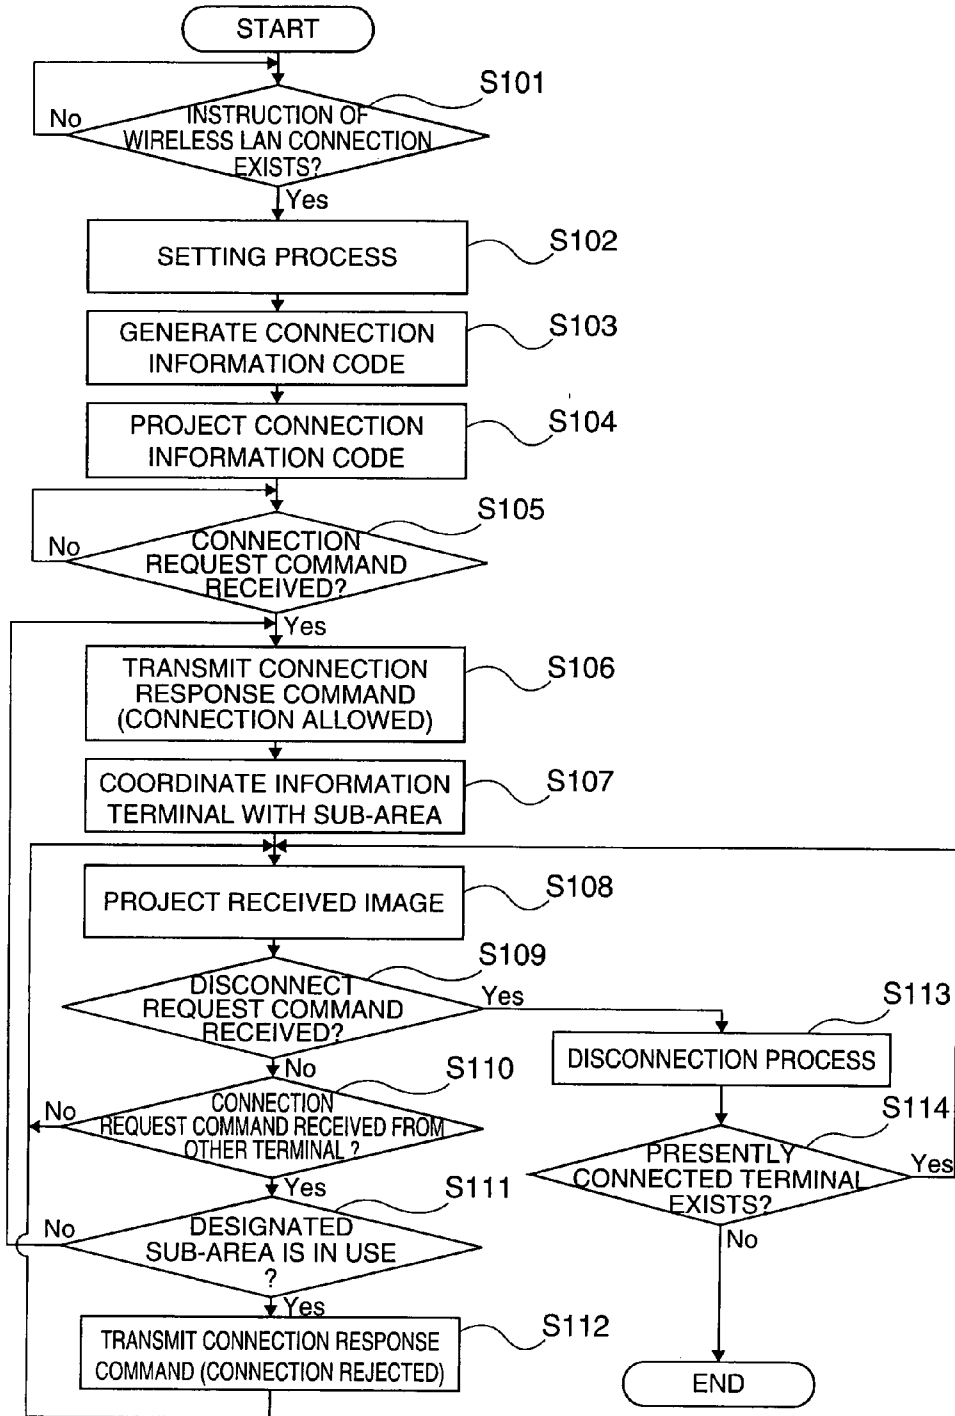 START
S101
No
INSTRUCTION OF
WIRELESS LAN CONNECTION
EXISTS?
Yes
S102
SETTING PROCESS
S103
GENERATE CONNECTION
INFORMATION CODE
S104
PROJECT CONNECTION
INFORMATION CODE
S105
No
CONNECTION
REQUEST COMMAND
RECEIVED?
Yes
S106
TRANSMIT CONNECTION
RESPONSE COMMAND
(CONNECTION ALLOWED)
S107
COORDINATE INFORMATION
TERMINAL WITH SUB-AREA
S108
PROJECT RECEIVED IMAGE
S109
DISCONNECT
REQUEST COMMAND
RECEIVED?
Yes
No
S113
DISCONNECTION PROCESS
S110
No
CONNECTION
REQUEST COMMAND RECEIVED FROM
OTHER TERMINAL ?
Yes
S114
PRESENTLY
CONNECTED TERMINAL
EXISTS?
Yes
No
S111
No
DESIGNATED
SUB-AREA IS IN USE
?
Yes
S112
TRANSMIT CONNECTION RESPONSE
COMMAND (CONNECTION REJECTED)
END